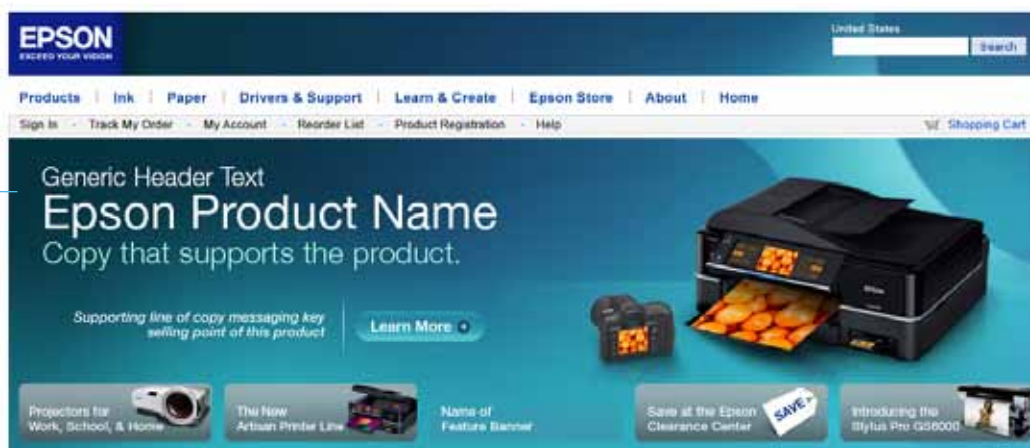 EPSON
EXCEED YOUR VISION
United States
Search
Products | Ink | Paper | Drivers & Support | Learn & Create | Epson Store | About | Home
Sign In - Track My Order - My Account - Reorder List - Product Registration - Help
Shopping Cart
Generic Header Text
Epson Product Name
Copy that supports the product.
Supporting line of copy messaging key
selling point of this product
Learn More
Projectors for
Work, School, & Home
The New
Artisan Printer Line
Name of
Feature Banner
Save at the Epson
Clearance Center
SAVE
Introducing the
Stylus Pro GS6000
EPSON